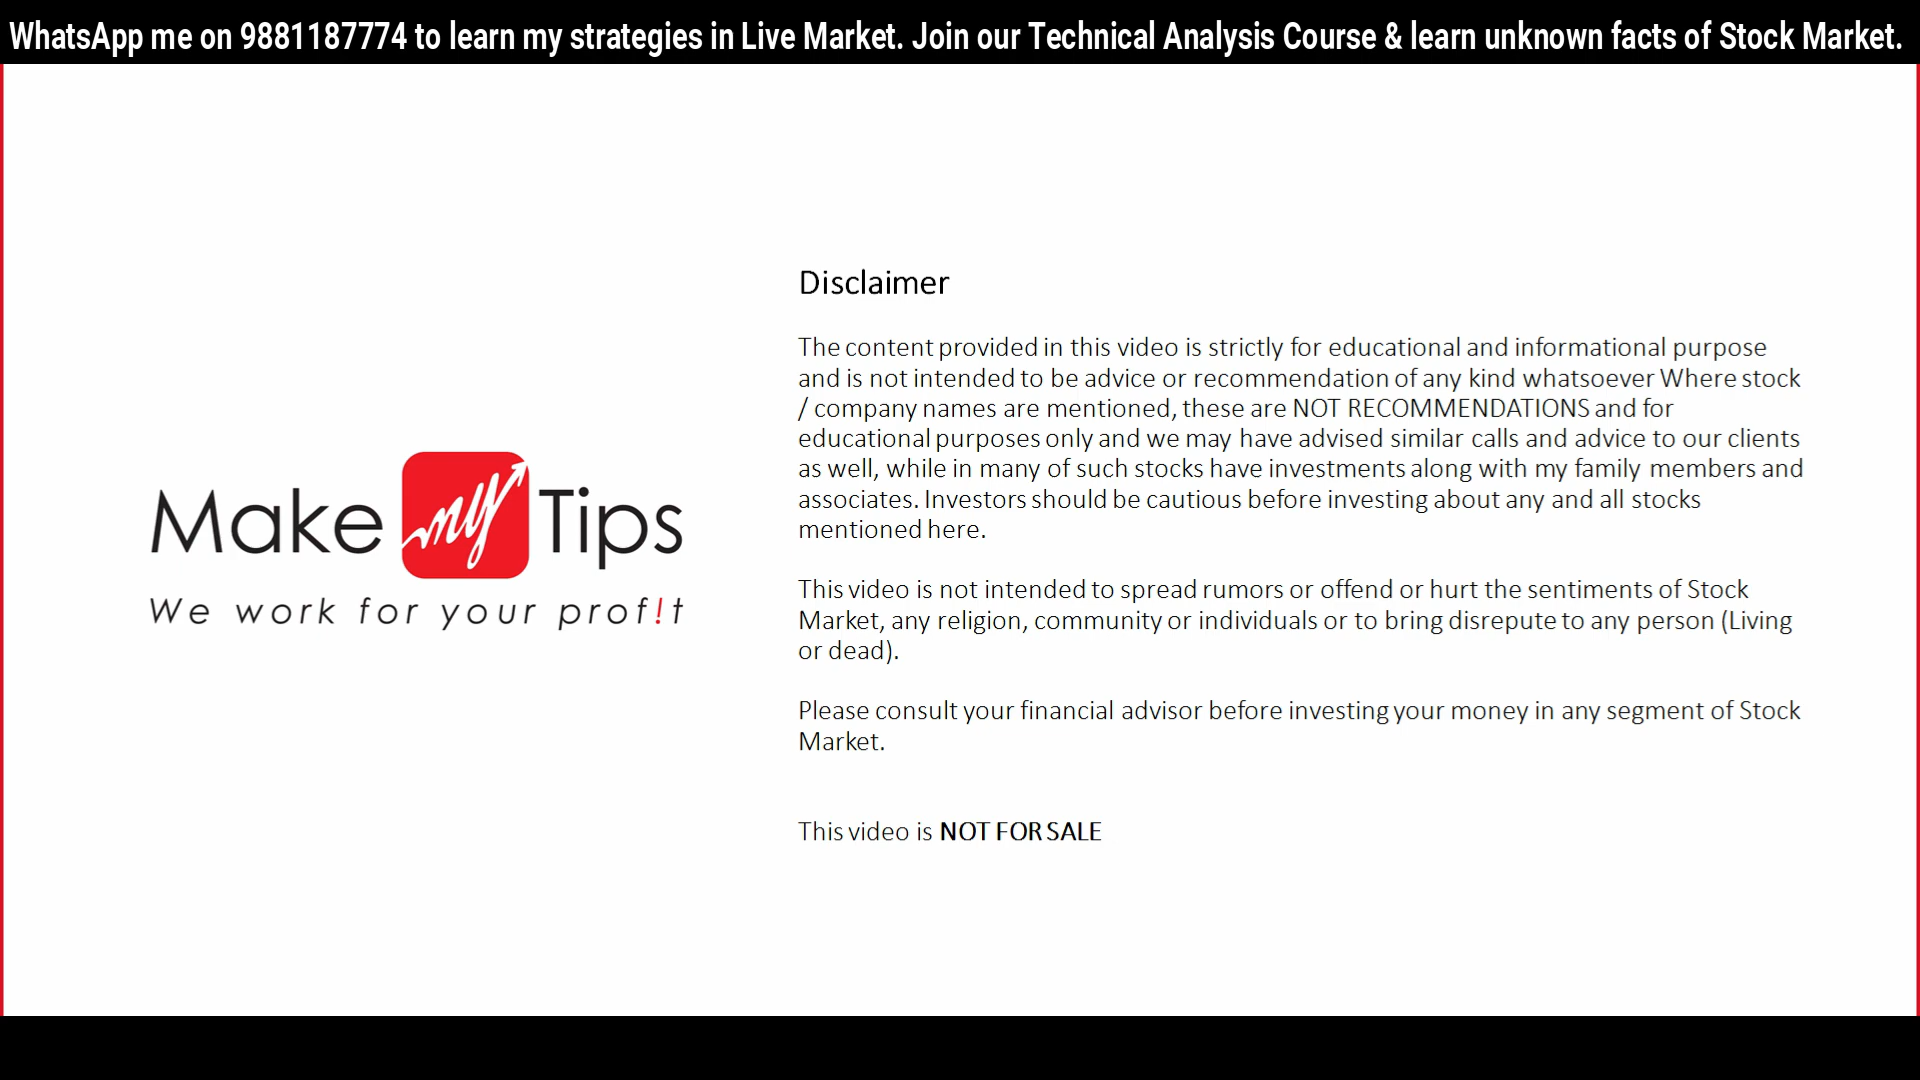 WhatsApp me on 9881187774 to learn my strategies in Live Market. Join our Technical Analysis Course & learn unknown facts of Stock Market.
Make my Tips
We work for your prof!t
Disclaimer
The content provided in this video is strictly for educational and informational purpose
and is not intended to be advice or recommendation of any kind whatsoever Where stock
/ company names are mentioned, these are NOT RECOMMENDATIONS and for
educational purposes only and we may have advised similar calls and advice to our clients
as well, while in many of such stocks have investments along with my family members and
associates. Investors should be cautious before investing about any and all stocks
mentioned here.
This video is not intended to spread rumors or offend or hurt the sentiments of Stock
Market, any religion, community or individuals or to bring disrepute to any person (Living
or dead).
Please consult your financial advisor before investing your money in any segment of Stock
Market.
This video is NOT FOR SALE